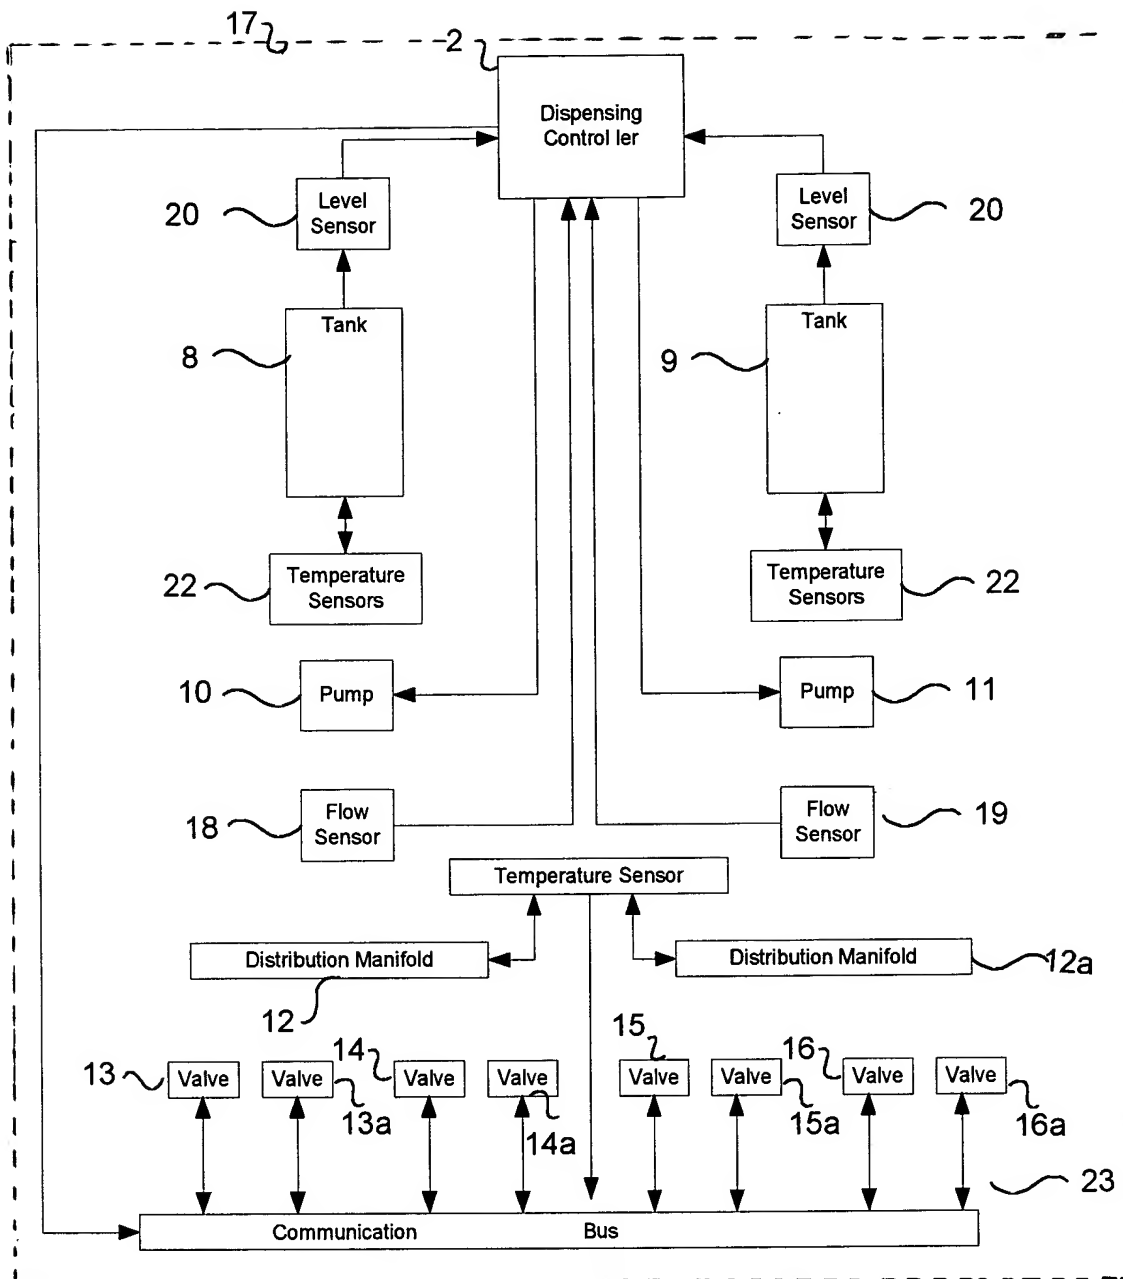 17
2
Dispensing
Control ler
Level
Sensor
20
Level
Sensor
20
Tank
8
Tank
9
Temperature
Sensors
22
Temperature
Sensors
22
10
Pump
Pump
11
18
Flow
Sensor
Flow
Sensor
19
Temperature Sensor
Distribution Manifold
12
Distribution Manifold
12a
13
Valve
Valve
13a
14
Valve
Valve
14a
15
Valve
Valve
15a
16
Valve
Valve
16a
23
Communication Bus